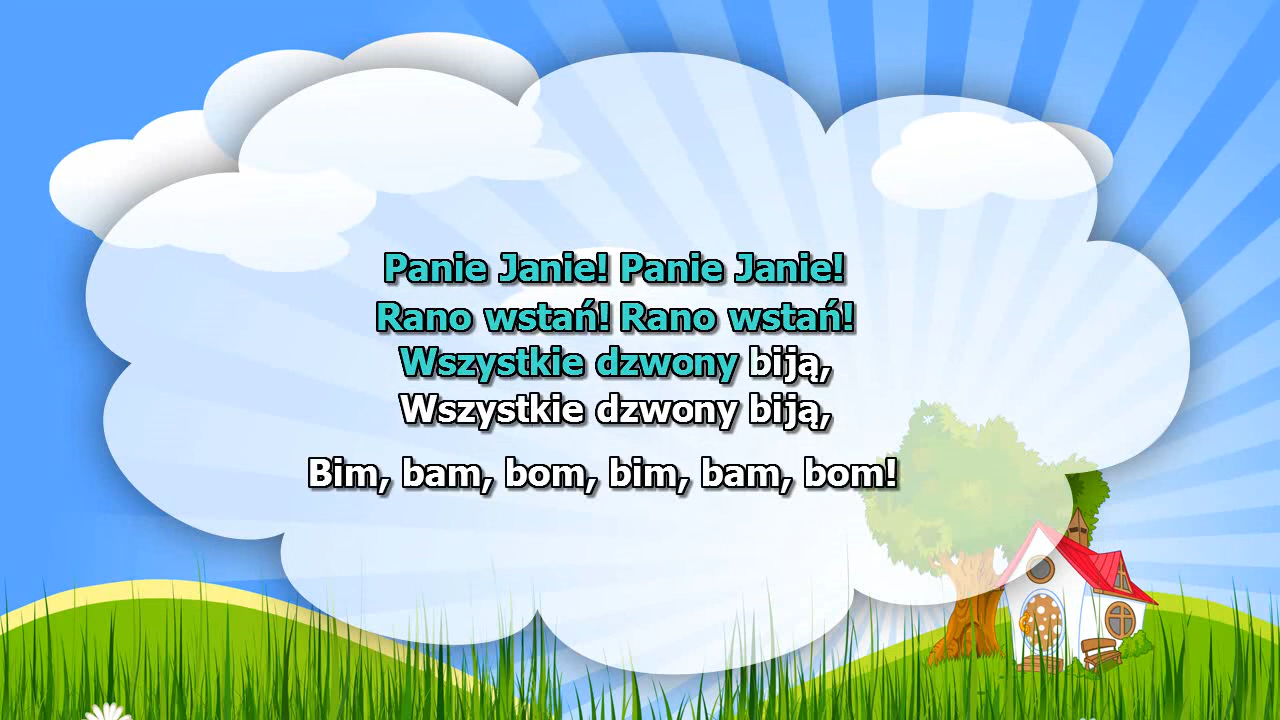 Panie Janie! Panie Janie!
Rano wstań! Rano wstań!
Wszystkie dzwony biją,
Wszystkie dzwony biją,
Bim, bam, bom, bim, bam, bom!